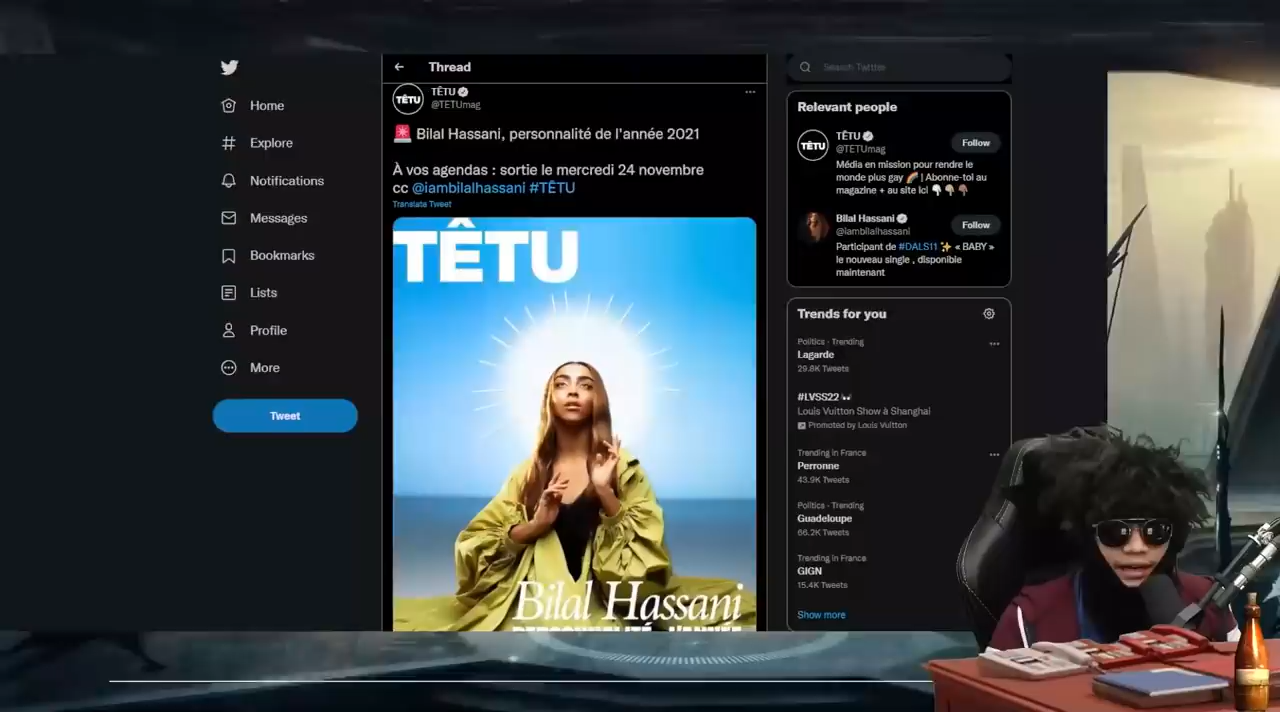 Home
Explore
Notifications
Messages
Bookmarks
Lists
Profile
More
Tweet
Thread
TÊTU
TÊTU
@TETUmag
Bilal Hassani, personnalité de l'année 2021
À vos agendas : sortie le mercredi 24 novembre
cc @iambilalhassani #TÊTU
Translate Tweet
TÊTU
Bilal Hassani
PERSONNALITÉ
L'ANNÉE
Search Twitter
Relevant people
TÊTU
TÊTU
@TETUmag
Follow
Média en mission pour rendre le
monde plus gay 🌈 | Abonne-toi au
magazine + au site ici 👇🏻👇🏼👇🏽
Bilal Hassani
@iambilalhassani
Follow
Participant de #DALS11 ✨ « BABY »
le nouveau single , disponible
maintenant
Trends for you
Politics · Trending
Lagarde
29.8K Tweets
#LVSS22
Louis Vuitton Show à Shanghai
Promoted by Louis Vuitton
Trending in France
Perronne
43.9K Tweets
Politics · Trending
Guadeloupe
66.2K Tweets
Trending in France
GIGN
15.4K Tweets
Show more